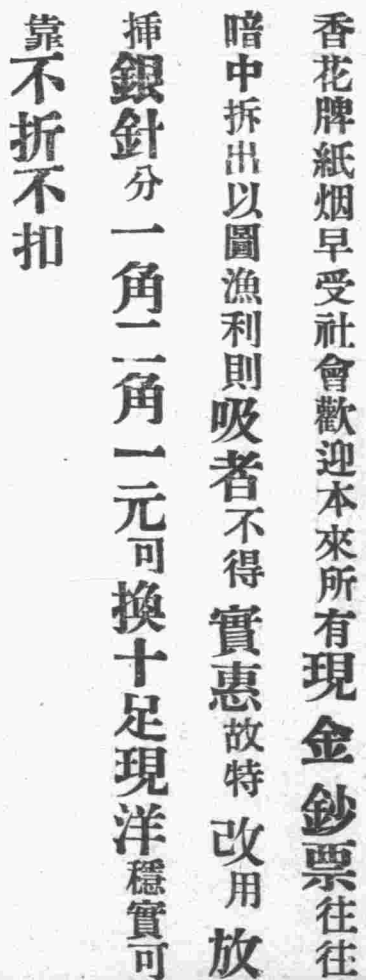 香花牌紙烟早受社會歡迎本來所有現金鈔票往往
暗中拆出以圖漁利則吸者不得實惠故特改用放
挿銀針分一角二角一元可換十足現洋穩實可
靠不折不扣